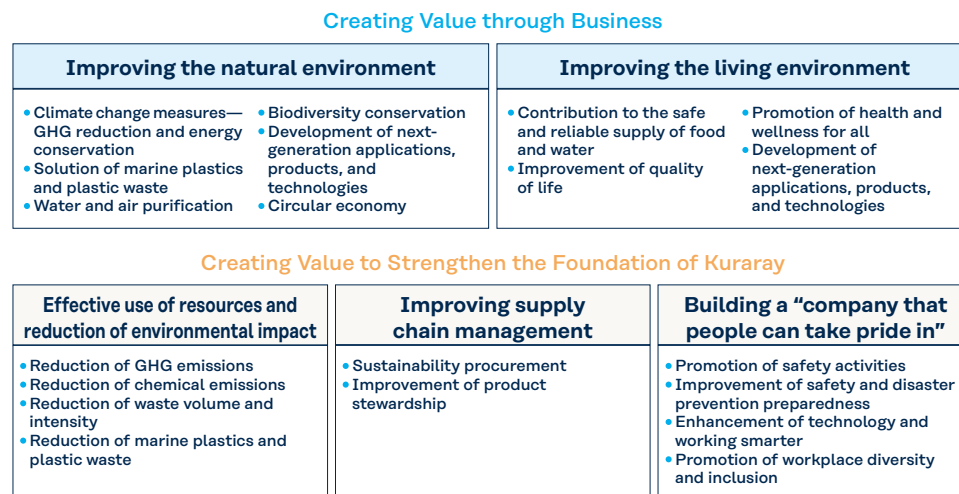 Creating Value through Business
Improving the natural environment
• Climate change measures—
GHG reduction and energy
conservation
• Solution of marine plastics
and plastic waste
• Water and air purification
• Biodiversity conservation
• Development of next-
generation applications,
products, and
technologies
• Circular economy
Improving the living environment
• Contribution to the safe
and reliable supply of food
and water
• Improvement of quality
of life
• Promotion of health and
wellness for all
• Development of
next-generation
applications, products,
and technologies
Creating Value to Strengthen the Foundation of Kuraray
Effective use of resources and
reduction of environmental impact
• Reduction of GHG emissions
• Reduction of chemical emissions
• Reduction of waste volume and
intensity
• Reduction of marine plastics and
plastic waste
Improving supply
chain management
• Sustainability procurement
• Improvement of product
stewardship
Building a “company that
people can take pride in”
• Promotion of safety activities
• Improvement of safety and disaster
prevention preparedness
• Enhancement of technology and
working smarter
• Promotion of workplace diversity
and inclusion